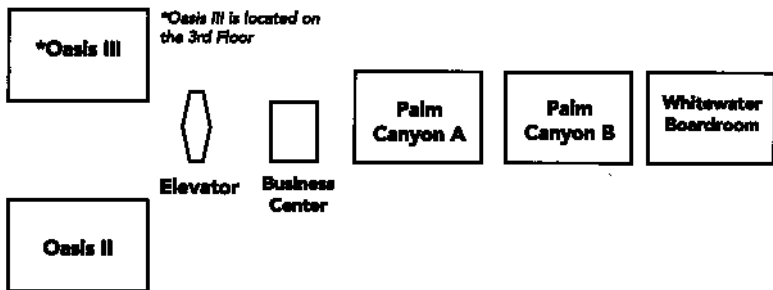 *Oasis III is located on
the 3rd Floor
*Oasis III
Palm
Canyon A
Palm
Canyon B
Whitewater
Boardroom
Elevator
Business
Center
Oasis II